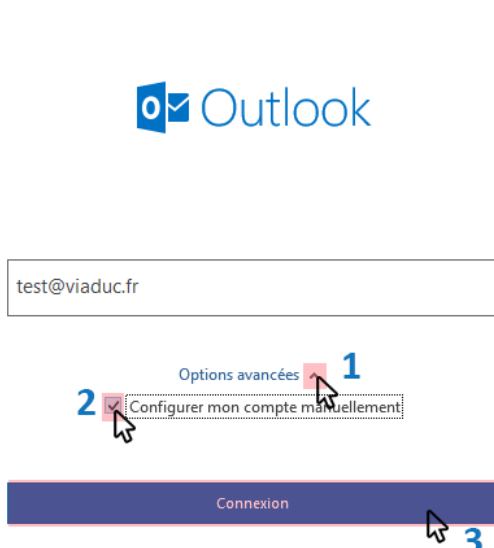 Outlook
test@viaduc.fr
Options avancées 1
2 Configurer mon compte manuellement
Connexion
3